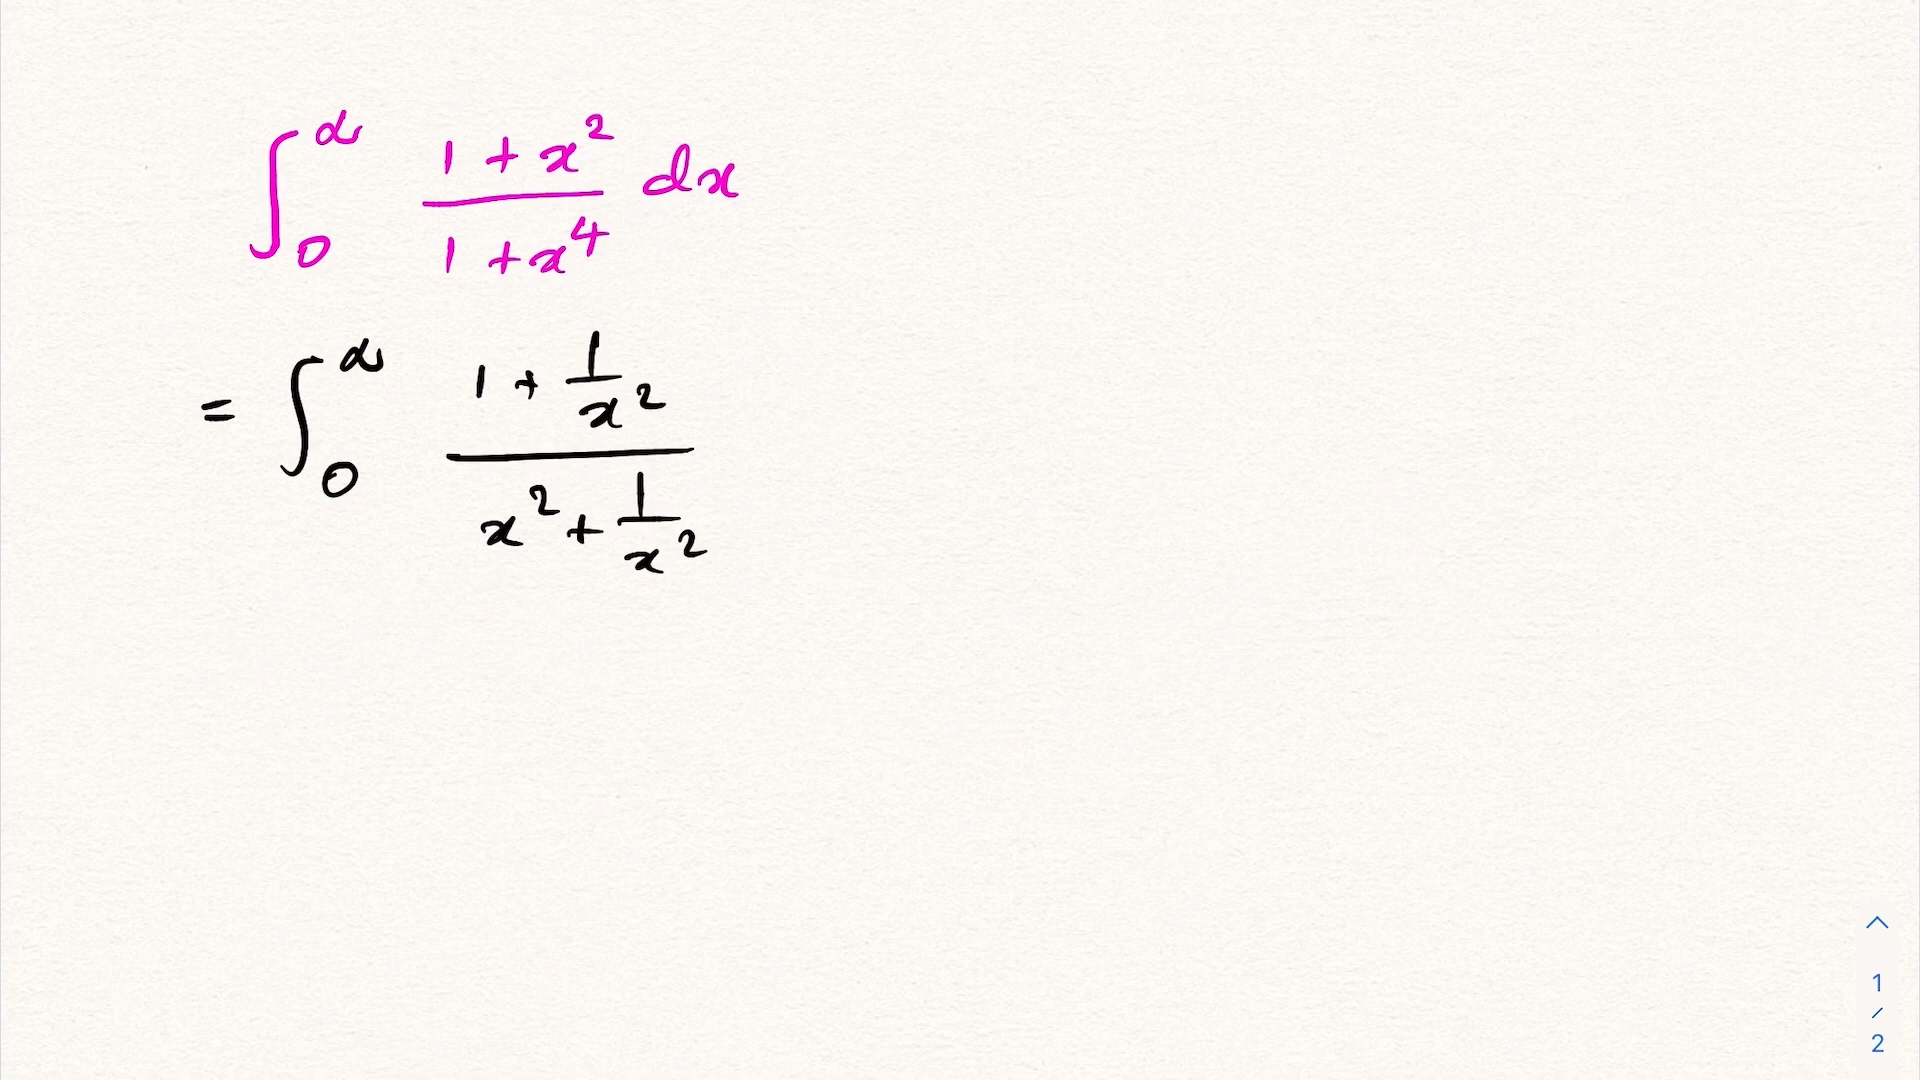 ∫₀^∝ (1 + x²)/(1 + x⁴) dx
= ∫₀^∝ (1 + 1/x²)/(x² + 1/x²)
1
/
2